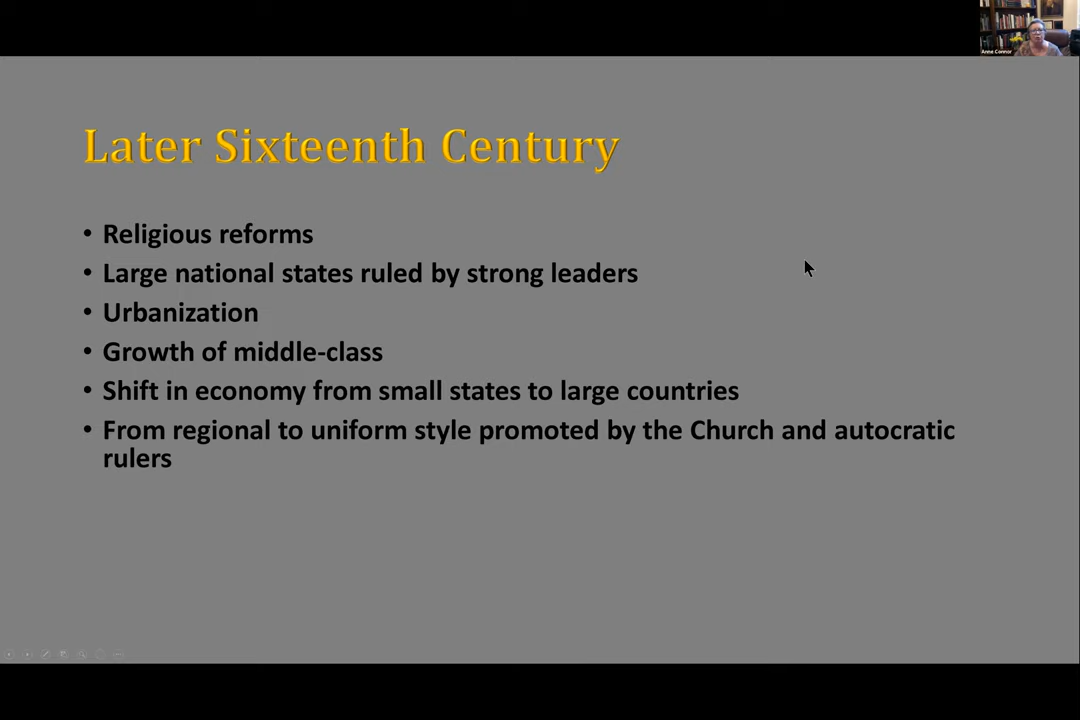 Anne Connor
Later Sixteenth Century
• Religious reforms
• Large national states ruled by strong leaders
• Urbanization
• Growth of middle-class
• Shift in economy from small states to large countries
• From regional to uniform style promoted by the Church and autocratic
rulers